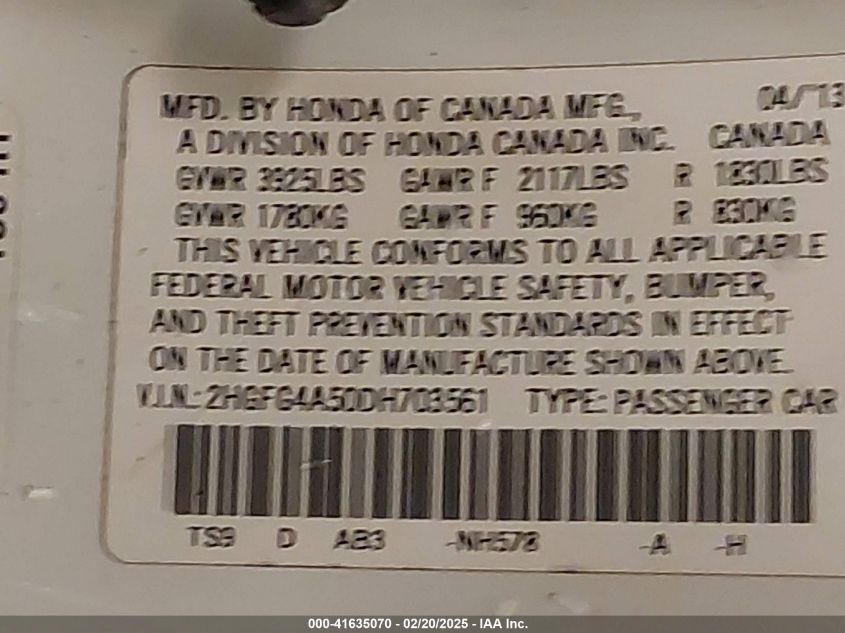 MFD. BY HONDA OF CANADA MFG., 04/13
A DIVISION OF HONDA CANADA INC. CANADA
GVWR 3925LBS GAWR F 2117LBS R 1830LBS
GVWR 1780KG GAWR F 960KG R 830KG
THIS VEHICLE CONFORMS TO ALL APPLICABLE
FEDERAL MOTOR VEHICLE SAFETY, BUMPER,
AND THEFT PREVENTION STANDARDS IN EFFECT
ON THE DATE OF MANUFACTURE SHOWN ABOVE.
V.I.N.: 2HGFG4A50DH703561 TYPE: PASSENGER CAR
TS9 D AB3 -NH578 -A -H
000-41635070 - 02/20/2025 - IAA Inc.